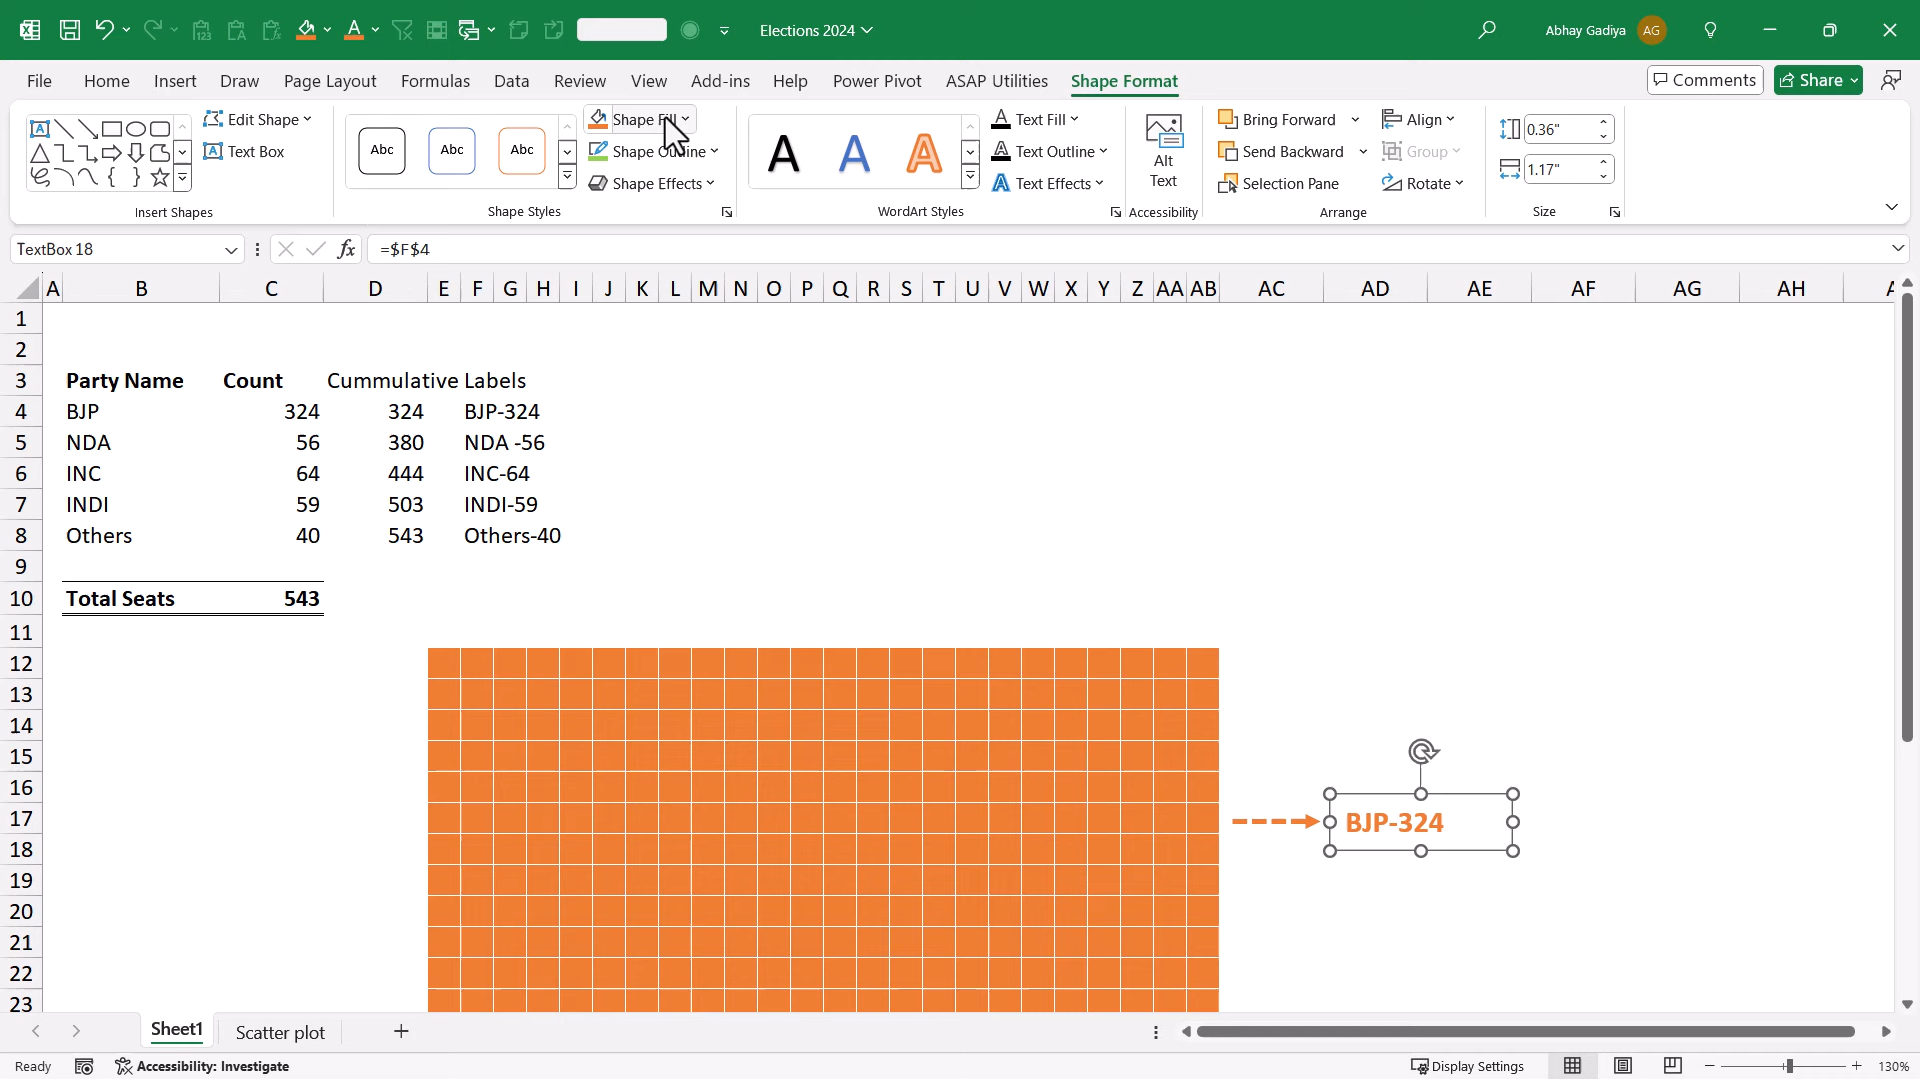 Elections 2024
Abhay Gadiya AG
File Home Insert Draw Page Layout Formulas Data Review View Add-ins Help Power Pivot ASAP Utilities Shape Format
Comments Share
Edit Shape
Text Box
Insert Shapes
Abc Abc Abc
Shape Fill
Shape Outline
Shape Effects
Shape Styles
A A A
Text Fill
Text Outline
Text Effects
WordArt Styles
Alt
Text
Accessibility
Bring Forward
Send Backward
Selection Pane
Align
Group
Rotate
Arrange
0.36"
1.17"
Size
TextBox 18
fx =$F$4
A B C D E F G H I J K L M N O P Q R S T U V W X Y Z AA AB AC AD AE AF AG AH
1
2
3 Party Name Count Cummulative Labels
4 BJP 324 324 BJP-324
5 NDA 56 380 NDA -56
6 INC 64 444 INC-64
7 INDI 59 503 INDI-59
8 Others 40 543 Others-40
9
10 Total Seats 543
11
12
13
14
15
16
17 BJP-324
18
19
20
21
22
23
Sheet1 Scatter plot
Ready Accessibility: Investigate Display Settings 130%